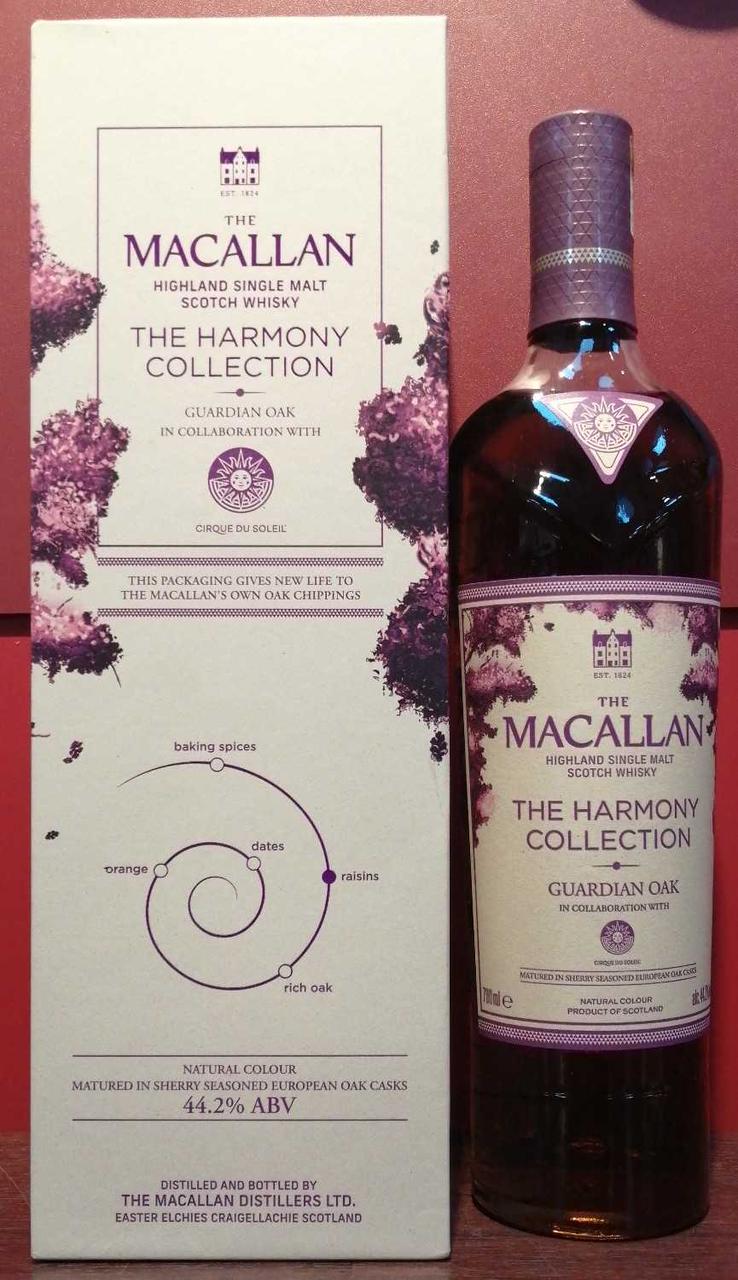 EST. 1824
THE
MACALLAN
HIGHLAND SINGLE MALT
SCOTCH WHISKY
THE HARMONY
COLLECTION
GUARDIAN OAK
IN COLLABORATION WITH
CIRQUE DU SOLEIL
THIS PACKAGING GIVES NEW LIFE TO
THE MACALLAN'S OWN OAK CHIPPINGS
baking spices
dates
orange
raisins
rich oak
NATURAL COLOUR
MATURED IN SHERRY SEASONED EUROPEAN OAK CASKS
44.2% ABV
DISTILLED AND BOTTLED BY
THE MACALLAN DISTILLERS LTD.
EASTER ELCHIES CRAIGELLACHIE SCOTLAND
EST. 1824
THE
MACALLAN
HIGHLAND SINGLE MALT
SCOTCH WHISKY
THE HARMONY
COLLECTION
GUARDIAN OAK
IN COLLABORATION WITH
CIRQUE DU SOLEIL
MATURED IN SHERRY SEASONED EUROPEAN OAK CASKS
700ml e
NATURAL COLOUR
PRODUCT OF SCOTLAND